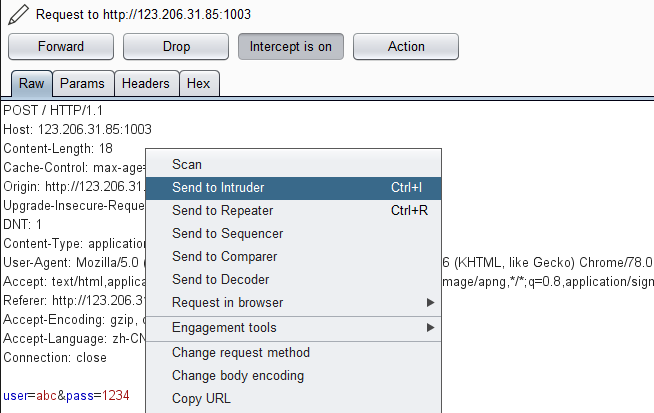 Request to http://123.206.31.85:1003
Forward Drop Intercept is on Action
Raw Params Headers Hex
POST / HTTP/1.1
Host: 123.206.31.85:1003
Content-Length: 18
Cache-Control: max-age=
Origin: http://123.206.31.
Upgrade-Insecure-Reque
DNT: 1
Content-Type: application
User-Agent: Mozilla/5.0 ( 6 (KHTML, like Gecko) Chrome/78.0
Accept: text/html,applica mage/apng,*/*;q=0.8,application/sign
Referer: http://123.206.31
Accept-Encoding: gzip, d
Accept-Language: zh-CN
Connection: close
user=abc&pass=1234
Scan
Send to Intruder Ctrl+I
Send to Repeater Ctrl+R
Send to Sequencer
Send to Comparer
Send to Decoder
Request in browser
Engagement tools
Change request method
Change body encoding
Copy URL